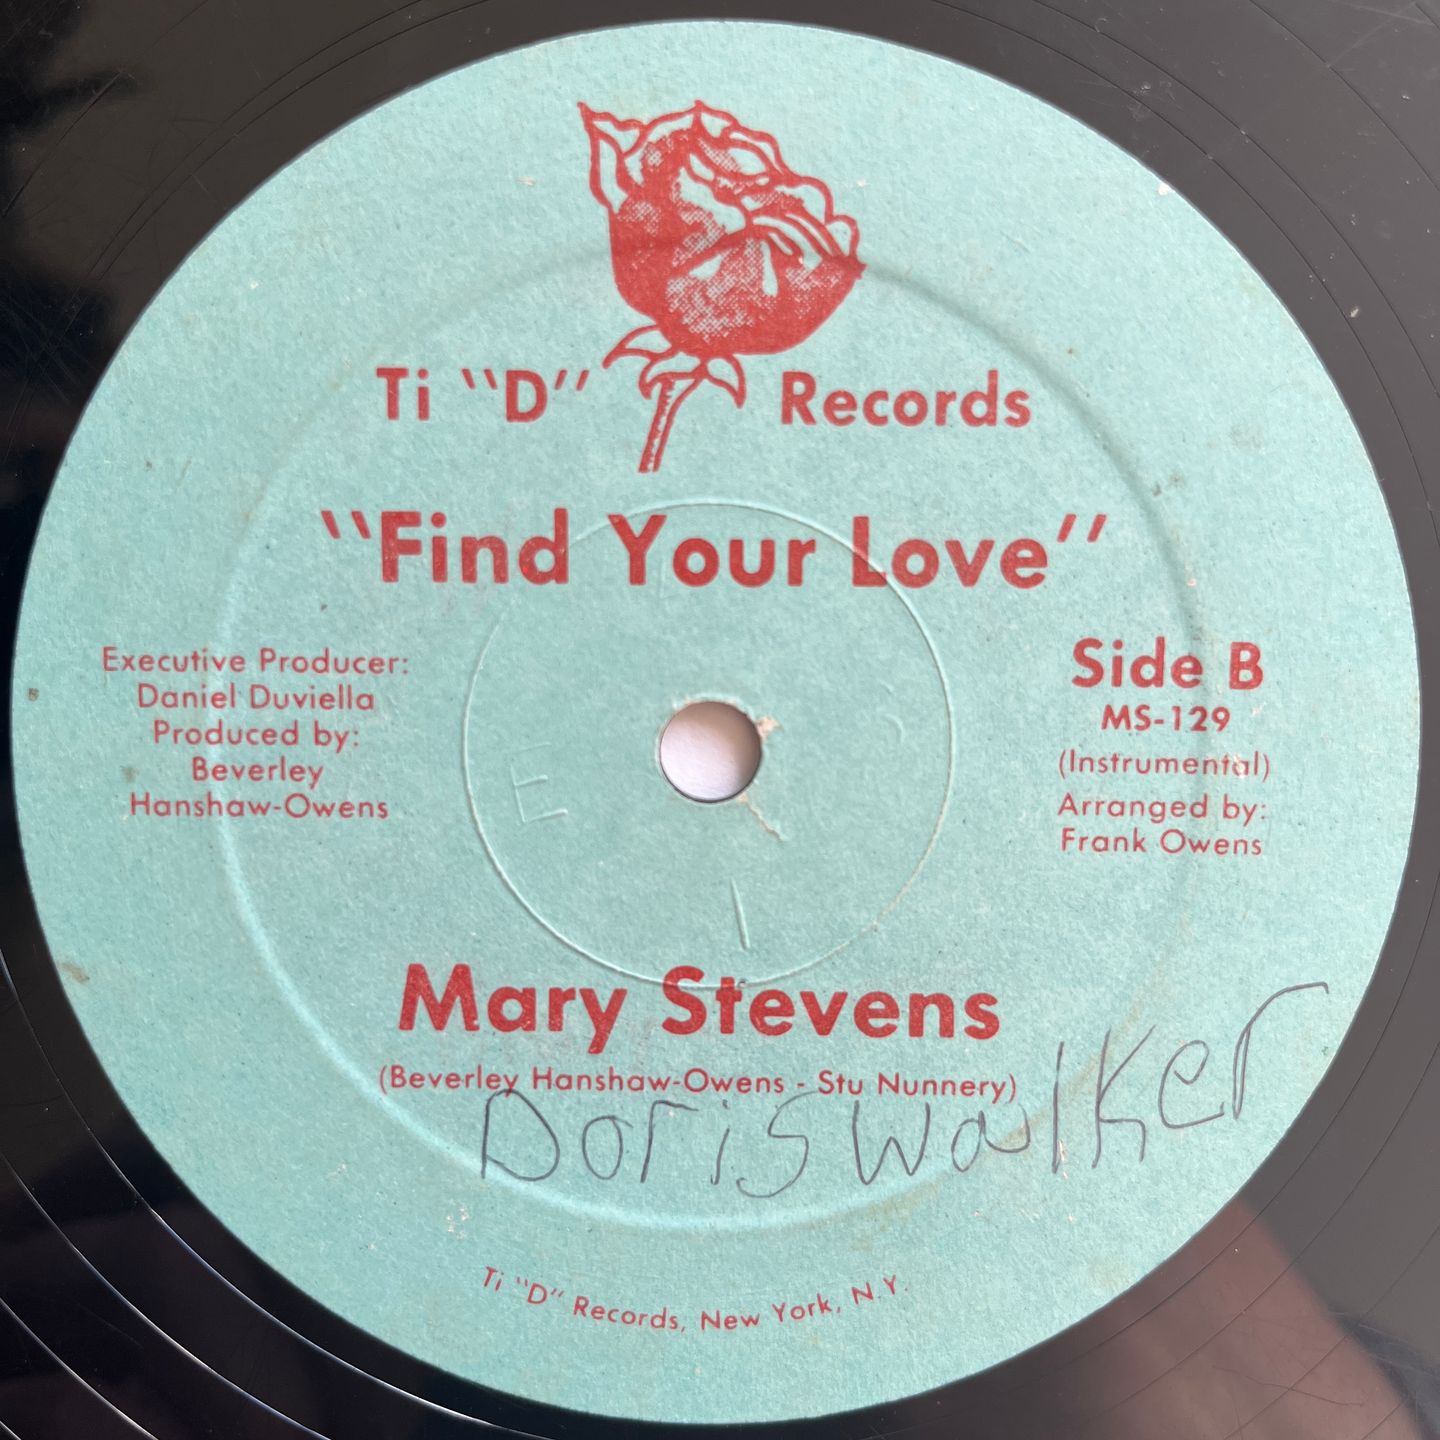 Ti "D" Records
"Find Your Love"
Executive Producer:
Daniel Duviella
Produced by:
Beverley
Hanshaw-Owens
Side B
MS-129
(Instrumental)
Arranged by:
Frank Owens
Mary Stevens
(Beverley Hanshaw-Owens - Stu Nunnery)
Doris Walker
Ti "D" Records, New York, N.Y.